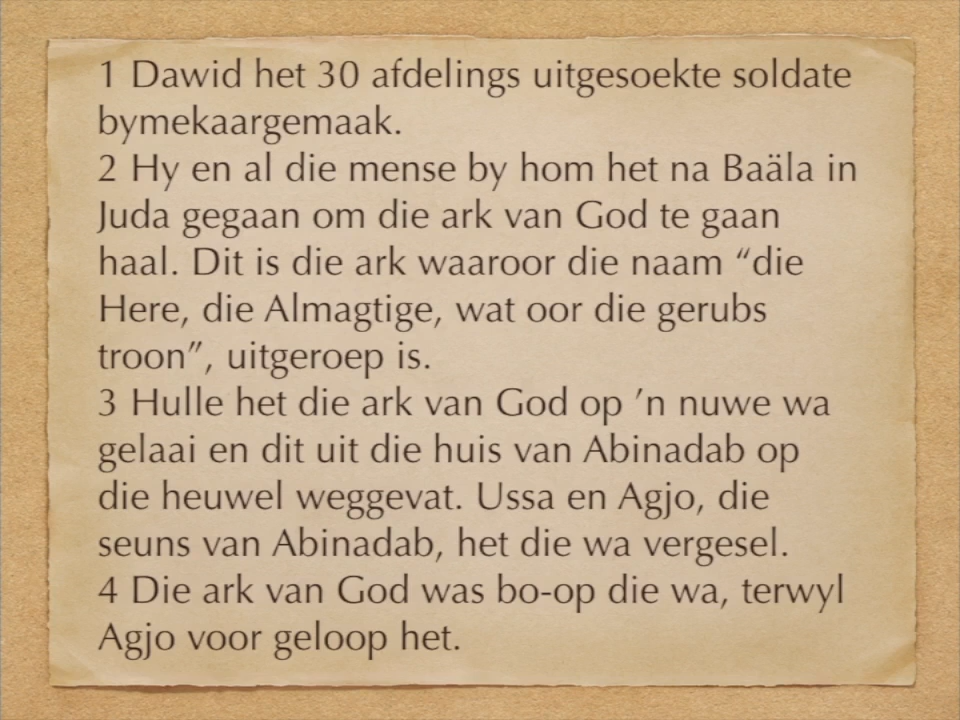 1 Dawid het 30 afdelings uitgesoekte soldate
bymekaargemaak.
2 Hy en al die mense by hom het na Baäla in
Juda gegaan om die ark van God te gaan
haal. Dit is die ark waaroor die naam “die
Here, die Almagtige, wat oor die gerubs
troon”, uitgeroep is.
3 Hulle het die ark van God op ’n nuwe wa
gelaai en dit uit die huis van Abinadab op
die heuwel weggevat. Ussa en Agjo, die
seuns van Abinadab, het die wa vergesel.
4 Die ark van God was bo-op die wa, terwyl
Agjo voor geloop het.